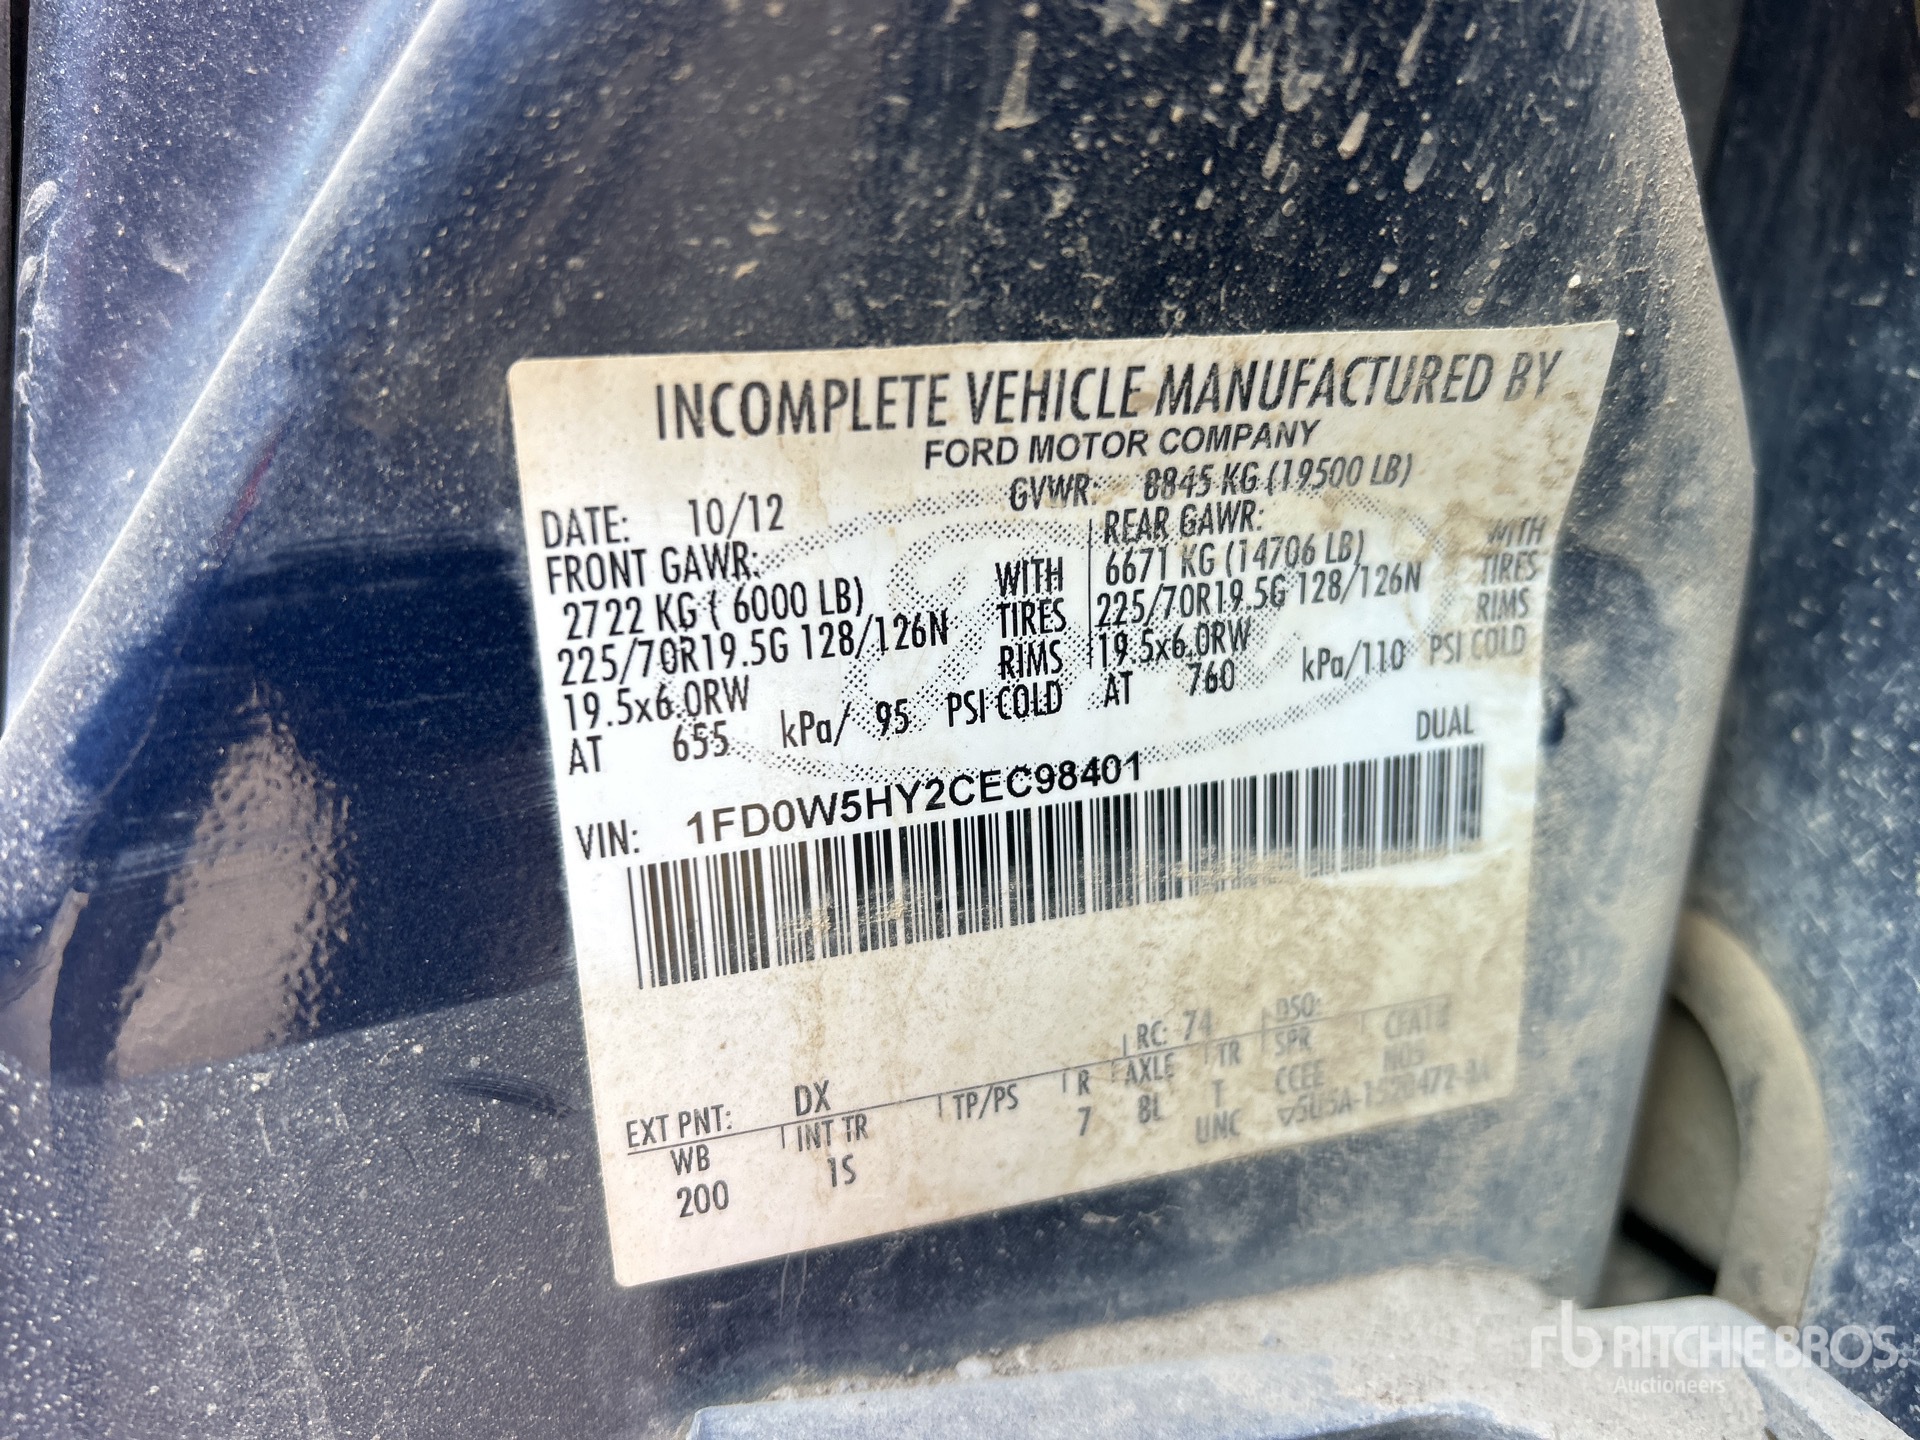 INCOMPLETE VEHICLE MANUFACTURED BY
FORD MOTOR COMPANY
DATE: 10/12 GVWR: 8845 KG (19500 LB)
FRONT GAWR: REAR GAWR:
2722 KG ( 6000 LB) WITH 6671 KG (14706 LB) WITH
225/70R19.5G 128/126N TIRES 225/70R19.5G 128/126N TIRES
19.5x6.0RW RIMS 19.5x6.0RW RIMS
AT 655 kPa/ 95 PSI COLD AT 760 kPa/110 PSI COLD
VIN: 1FD0W5HY2CEC98401 DUAL
EXT PNT: DX RC: 74 DSO:
WB INT TR TP/PS R AXLE TR SPR
200 1S 7 8L T
UNC
RITCHIE BROS.
Auctioneers